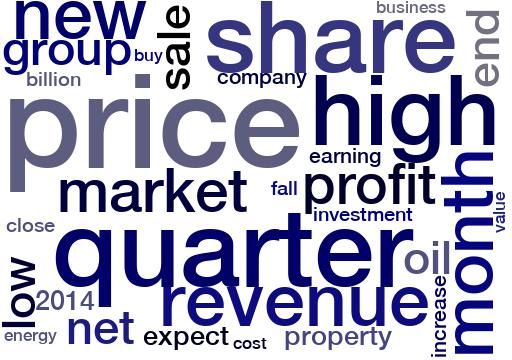 new
sale
share
business
end
group
buy
billion
company
price
high
earning
market
fall
profit
month
investment
value
close
quarter
oil
low
2014
revenue
increase
energy
net
expect
cost
property